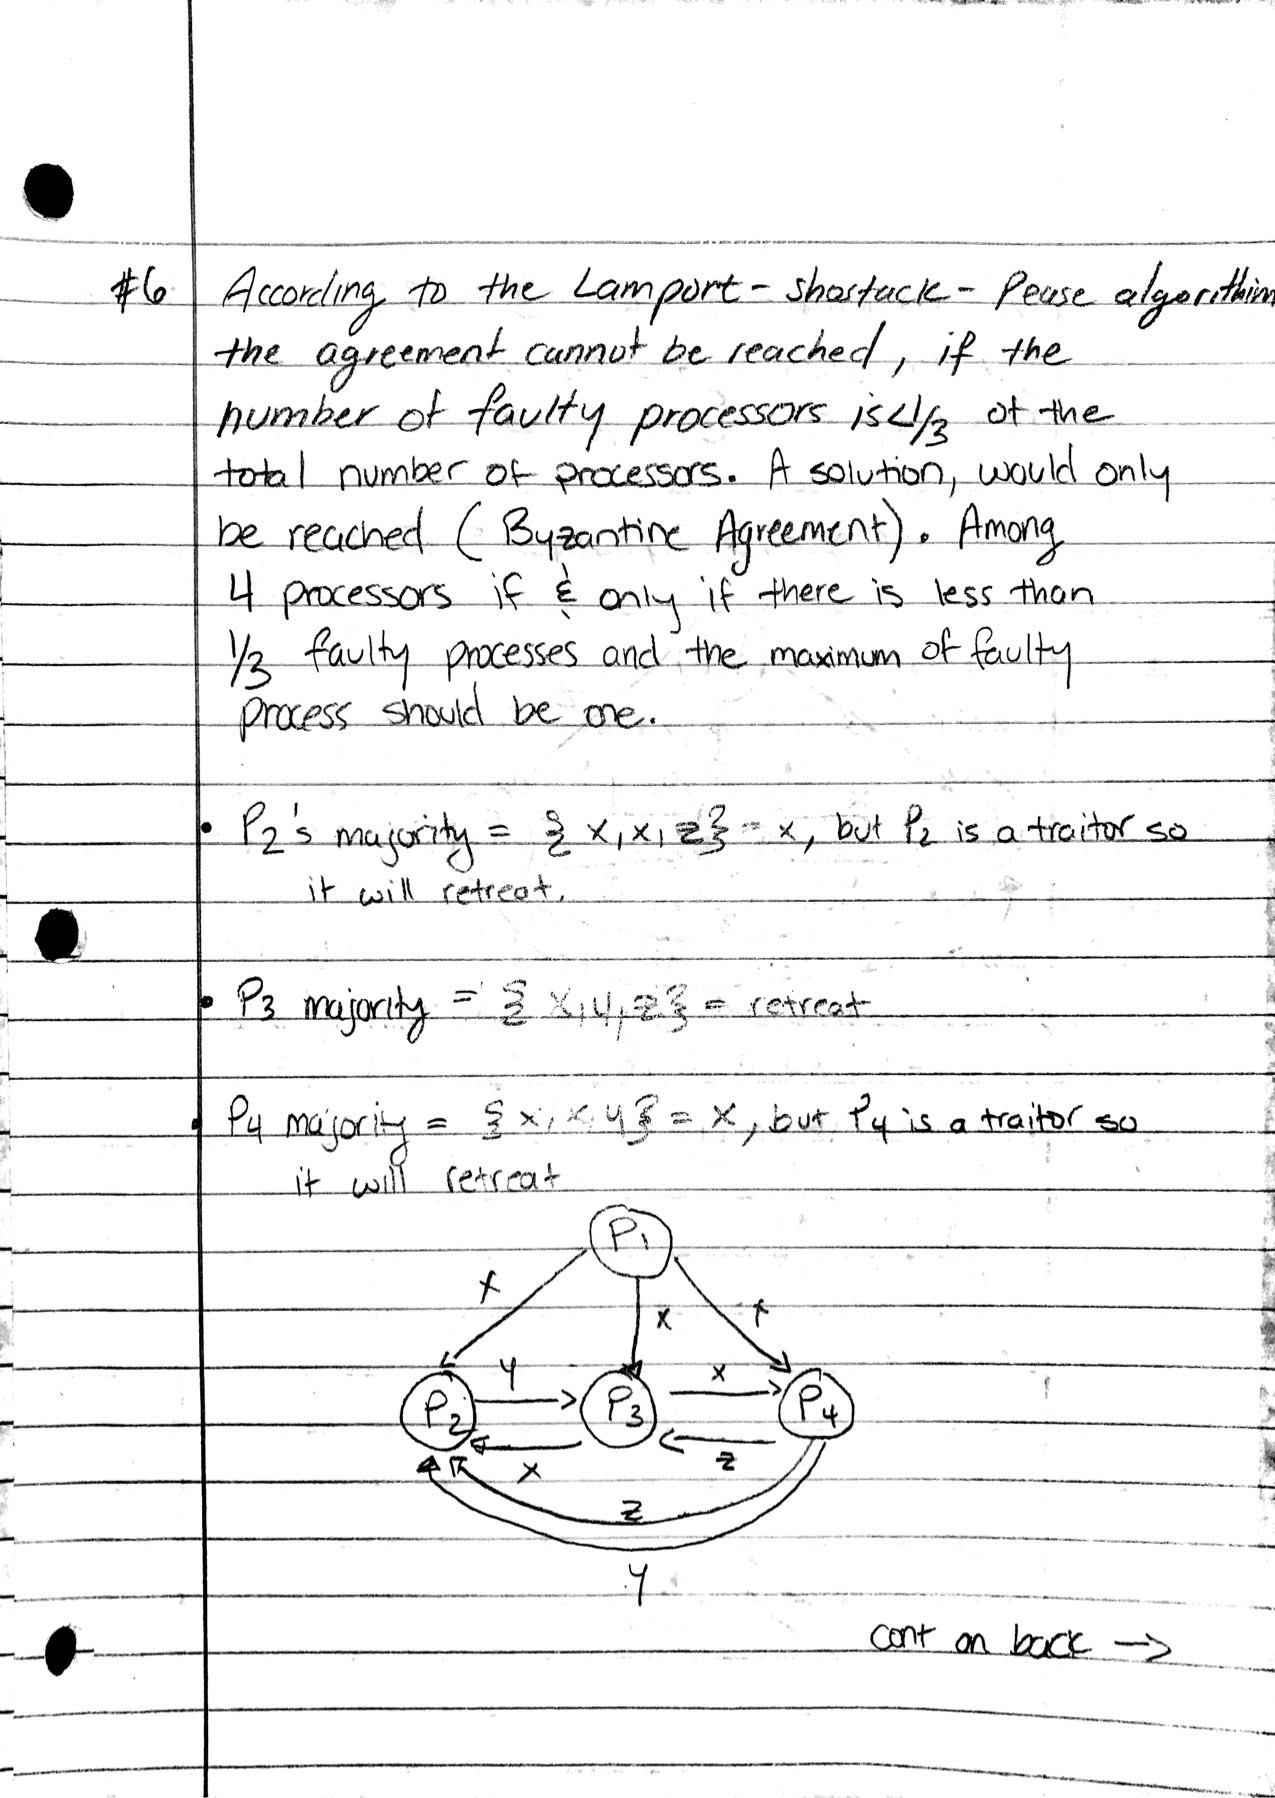 #6 According to the Lamport - Shostack - Pease algorithim
the agreement cannot be reached, if the
number of faulty processors is <1/3 of the
total number of processors. A solution, would only
be reached (Byzantine Agreement). Among
4 processors if & only if there is less than
1/3 faulty processes and the maximum of faulty
process should be one.
• P2's majority = {x, x, z} = x, but P2 is a traitor so
it will retreat.
• P3 majority = {x, y, z} = retreat
• P4 majority = {x, x, y} = x, but P4 is a traitor so
it will retreat
P1
x x x
y x
P2 P3 P4
x z
z
y
cont on back →